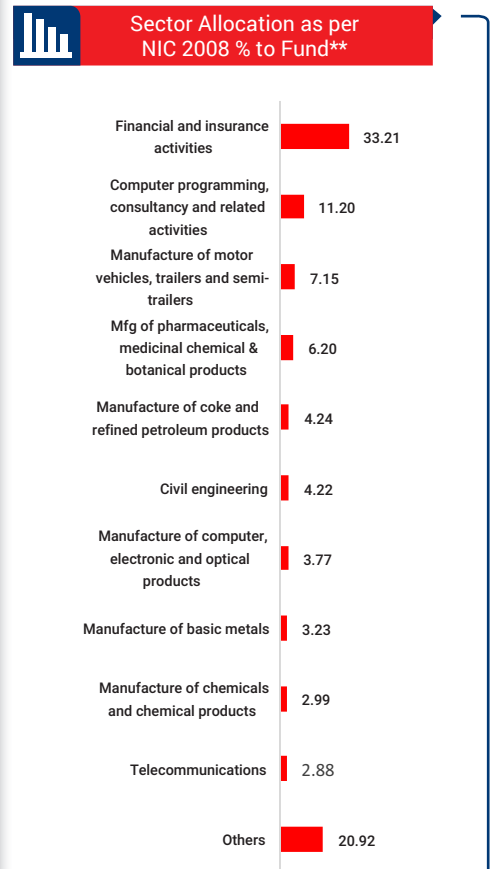 Sector Allocation as per
NIC 2008 % to Fund**
Financial and insurance
activities
33.21
Computer programming,
consultancy and related
activities
11.20
Manufacture of motor
vehicles, trailers and semi-
trailers
7.15
Mfg of pharmaceuticals,
medicinal chemical &
botanical products
6.20
Manufacture of coke and
refined petroleum products
4.24
Civil engineering
4.22
Manufacture of computer,
electronic and optical
products
3.77
Manufacture of basic metals
3.23
Manufacture of chemicals
and chemical products
2.99
Telecommunications
2.88
Others
20.92